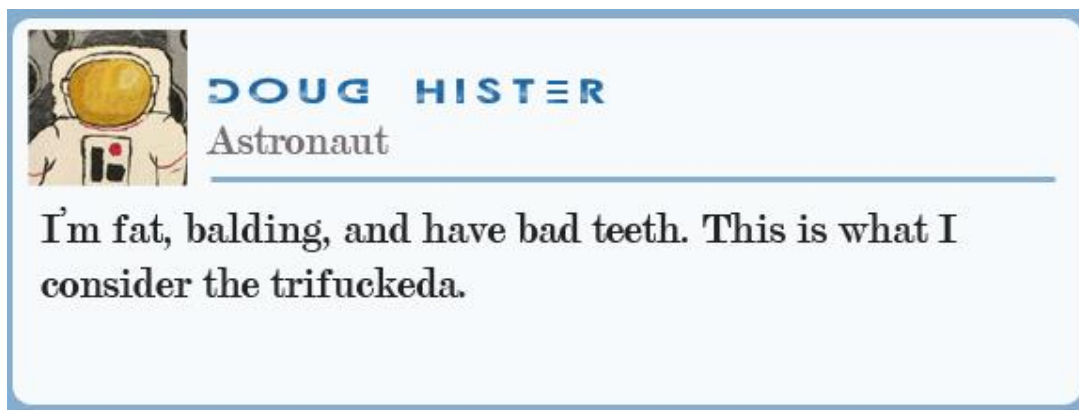 DOUG HISTER
Astronaut
I'm fat, balding, and have bad teeth. This is what I
consider the trifuckeda.